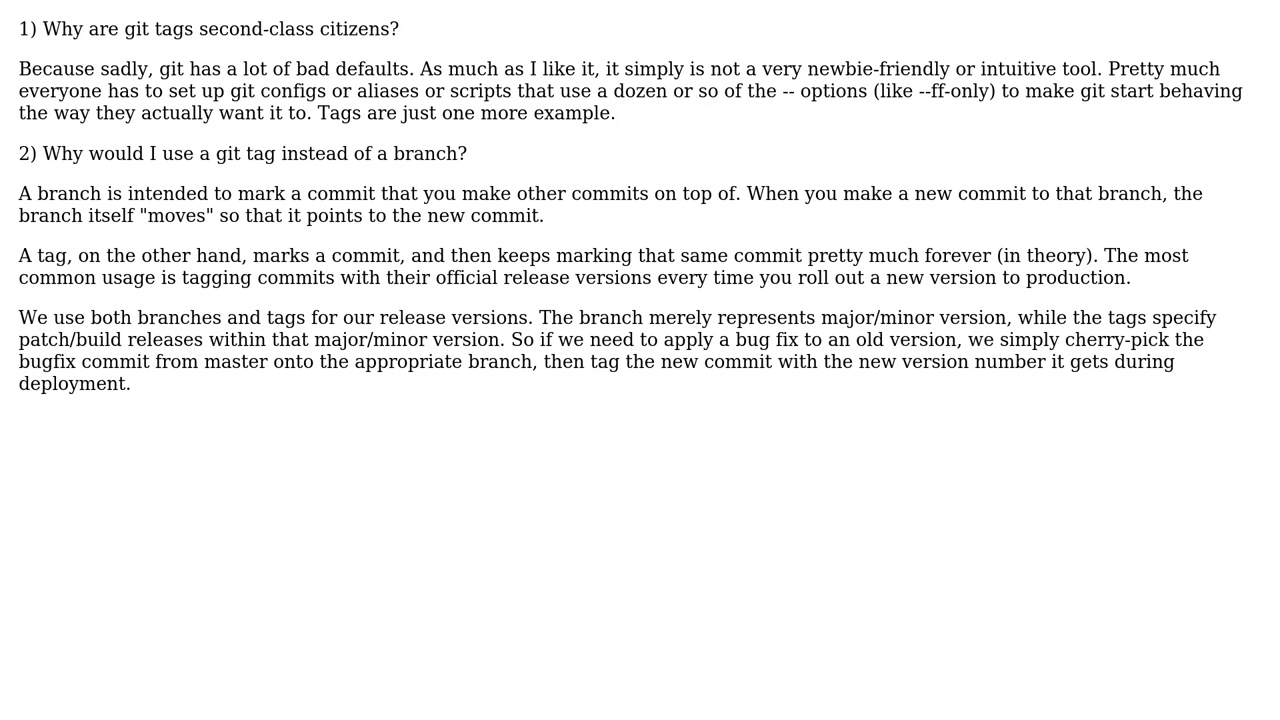 1) Why are git tags second-class citizens?
Because sadly, git has a lot of bad defaults. As much as I like it, it simply is not a very newbie-friendly or intuitive tool. Pretty much
everyone has to set up git configs or aliases or scripts that use a dozen or so of the -- options (like --ff-only) to make git start behaving
the way they actually want it to. Tags are just one more example.
2) Why would I use a git tag instead of a branch?
A branch is intended to mark a commit that you make other commits on top of. When you make a new commit to that branch, the
branch itself "moves" so that it points to the new commit.
A tag, on the other hand, marks a commit, and then keeps marking that same commit pretty much forever (in theory). The most
common usage is tagging commits with their official release versions every time you roll out a new version to production.
We use both branches and tags for our release versions. The branch merely represents major/minor version, while the tags specify
patch/build releases within that major/minor version. So if we need to apply a bug fix to an old version, we simply cherry-pick the
bugfix commit from master onto the appropriate branch, then tag the new commit with the new version number it gets during
deployment.